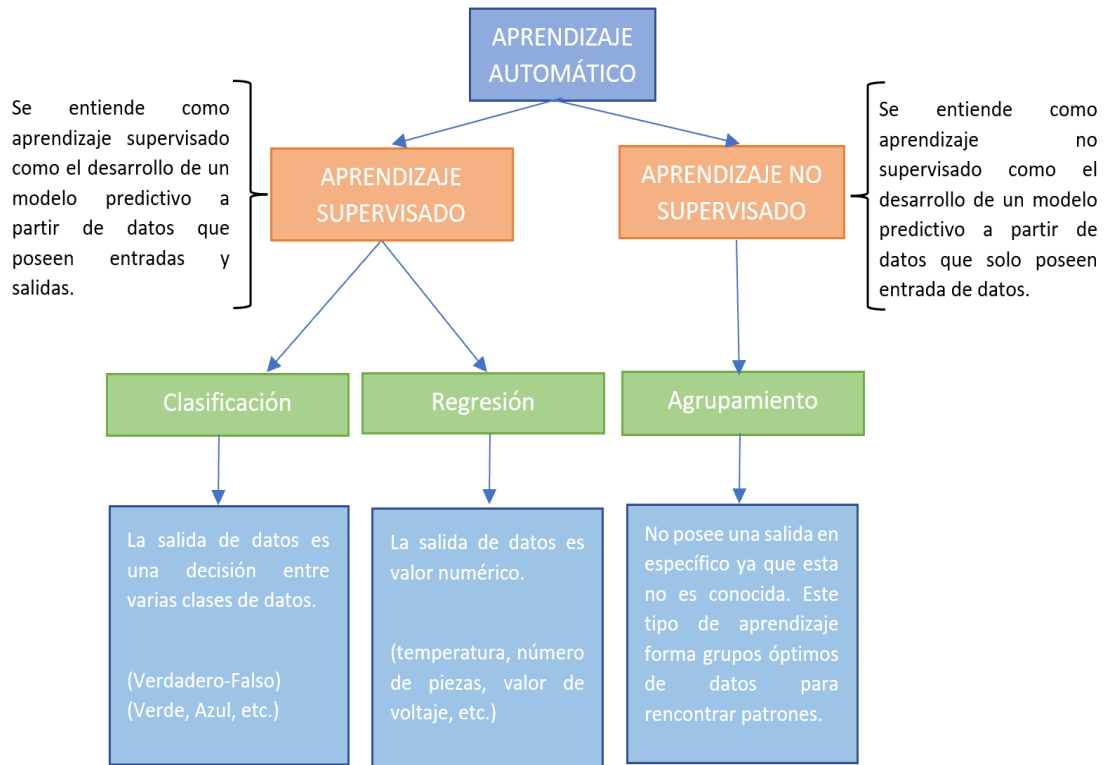 APRENDIZAJE
AUTOMÁTICO
Se entiende como
aprendizaje supervisado
como el desarrollo de un
modelo predictivo a
partir de datos que
poseen entradas y
salidas.
APRENDIZAJE
SUPERVISADO
APRENDIZAJE NO
SUPERVISADO
Se entiende como
aprendizaje no
supervisado como el
desarrollo de un modelo
predictivo a partir de
datos que solo poseen
entrada de datos.
Clasificación
Regresión
Agrupamiento
La salida de datos es
una decisión entre
varias clases de datos.
(Verdadero-Falso)
(Verde, Azul, etc.)
La salida de datos es
valor numérico.
(temperatura, número
de piezas, valor de
voltaje, etc.)
No posee una salida en
específico ya que esta
no es conocida. Este
tipo de aprendizaje
forma grupos óptimos
de datos para
rencontrar patrones.